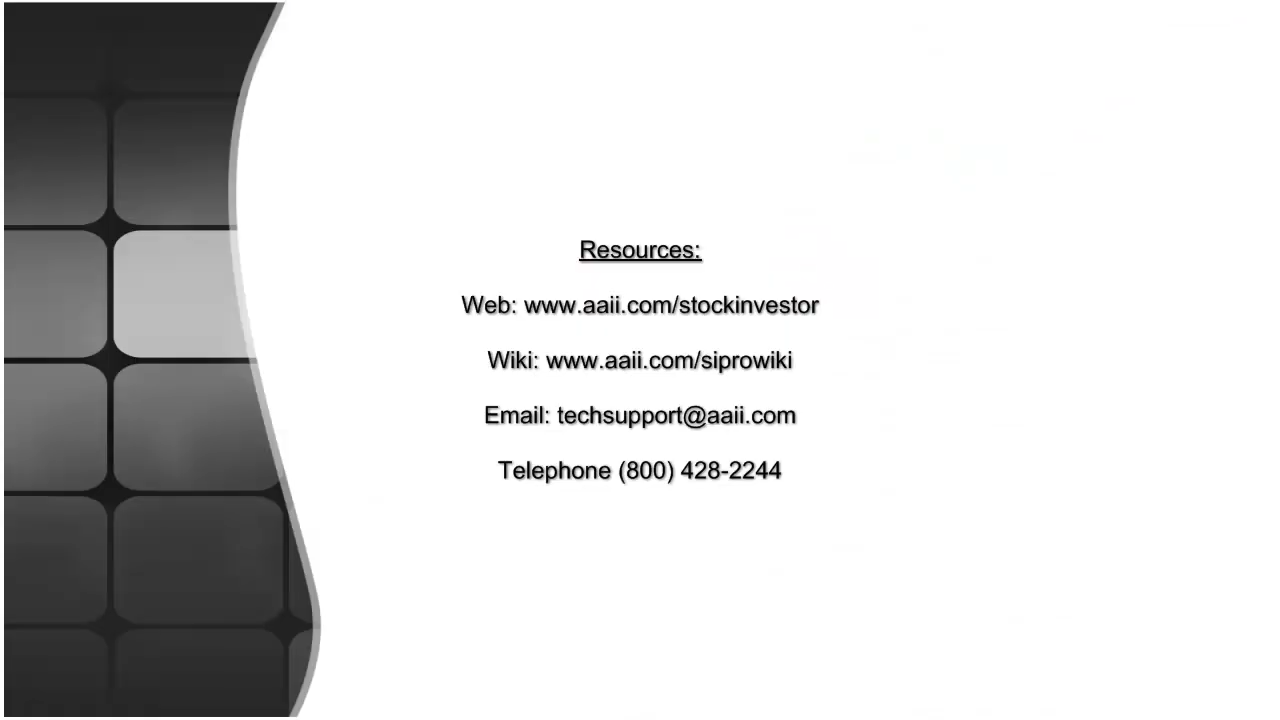 Resources:
Web: www.aaii.com/stockinvestor
Wiki: www.aaii.com/siprowiki
Email: techsupport@aaii.com
Telephone (800) 428-2244